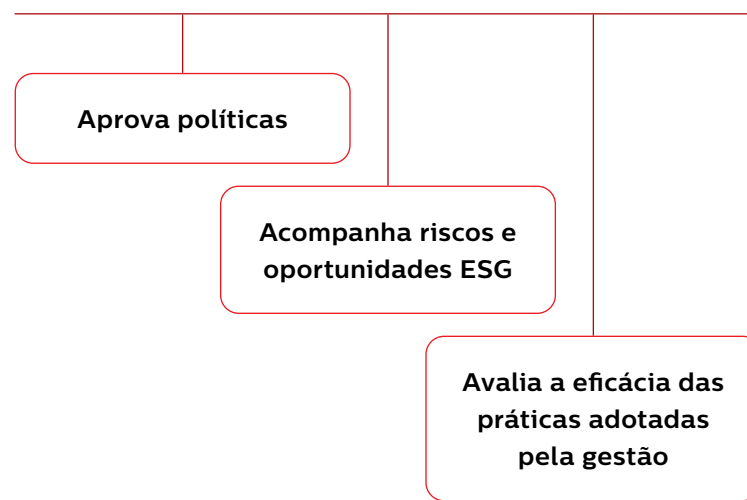 Aprova políticas
Acompanha riscos e
oportunidades ESG
Avalia a eficácia das
práticas adotadas
pela gestão